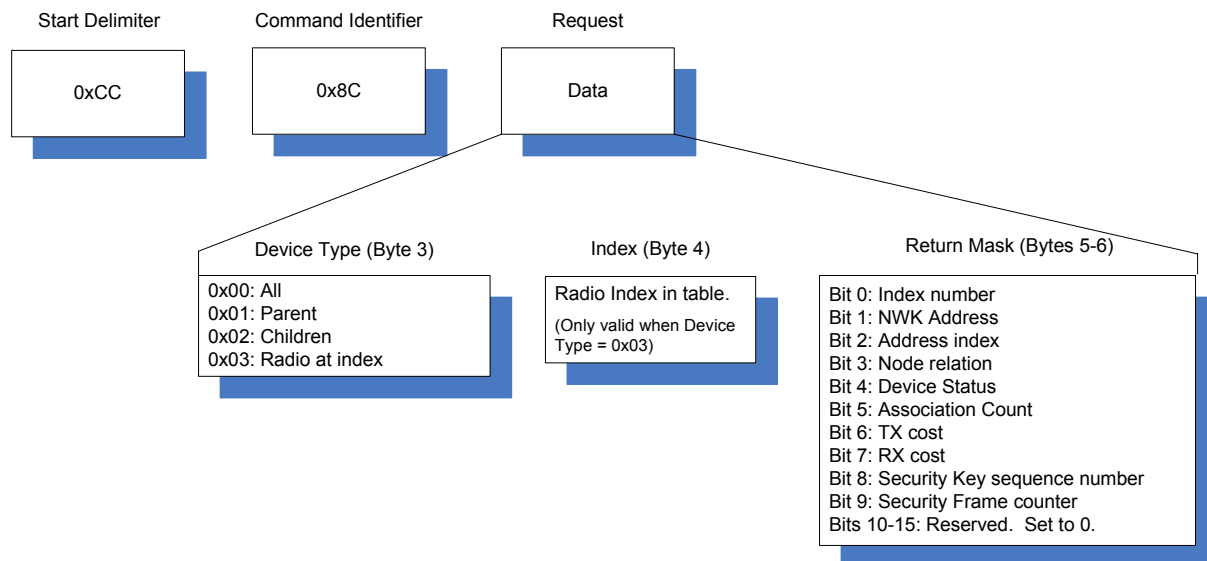 Start Delimiter
Command Identifier
Request
0xCC
0x8C
Data
Device Type (Byte 3)
0x00: All
0x01: Parent
0x02: Children
0x03: Radio at index
Index (Byte 4)
Radio Index in table.
(Only valid when Device
Type = 0x03)
Return Mask (Bytes 5-6)
Bit 0: Index number
Bit 1: NWK Address
Bit 2: Address index
Bit 3: Node relation
Bit 4: Device Status
Bit 5: Association Count
Bit 6: TX cost
Bit 7: RX cost
Bit 8: Security Key sequence number
Bit 9: Security Frame counter
Bits 10-15: Reserved.  Set to 0.